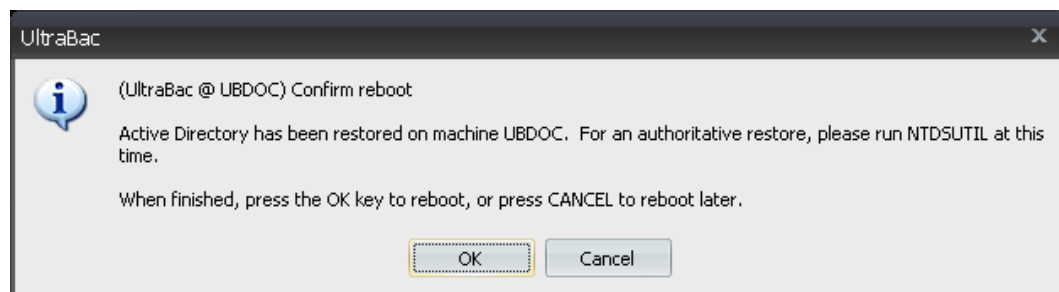 UltraBac
(UltraBac @ UBDOC) Confirm reboot
Active Directory has been restored on machine UBDOC.  For an authoritative restore, please run NTDSUTIL at this
time.
When finished, press the OK key to reboot, or press CANCEL to reboot later.
OK Cancel